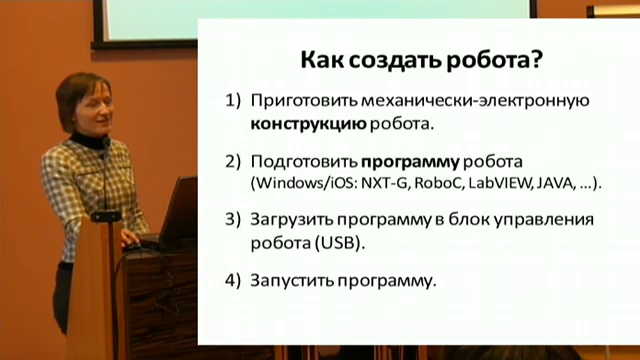 Как создать робота?
1) Приготовить механически-электронную
конструкцию робота.
2) Подготовить программу робота
(Windows/iOS: NXT-G, RoboC, LabVIEW, JAVA, ...).
3) Загрузить программу в блок управления
робота (USB).
4) Запустить программу.